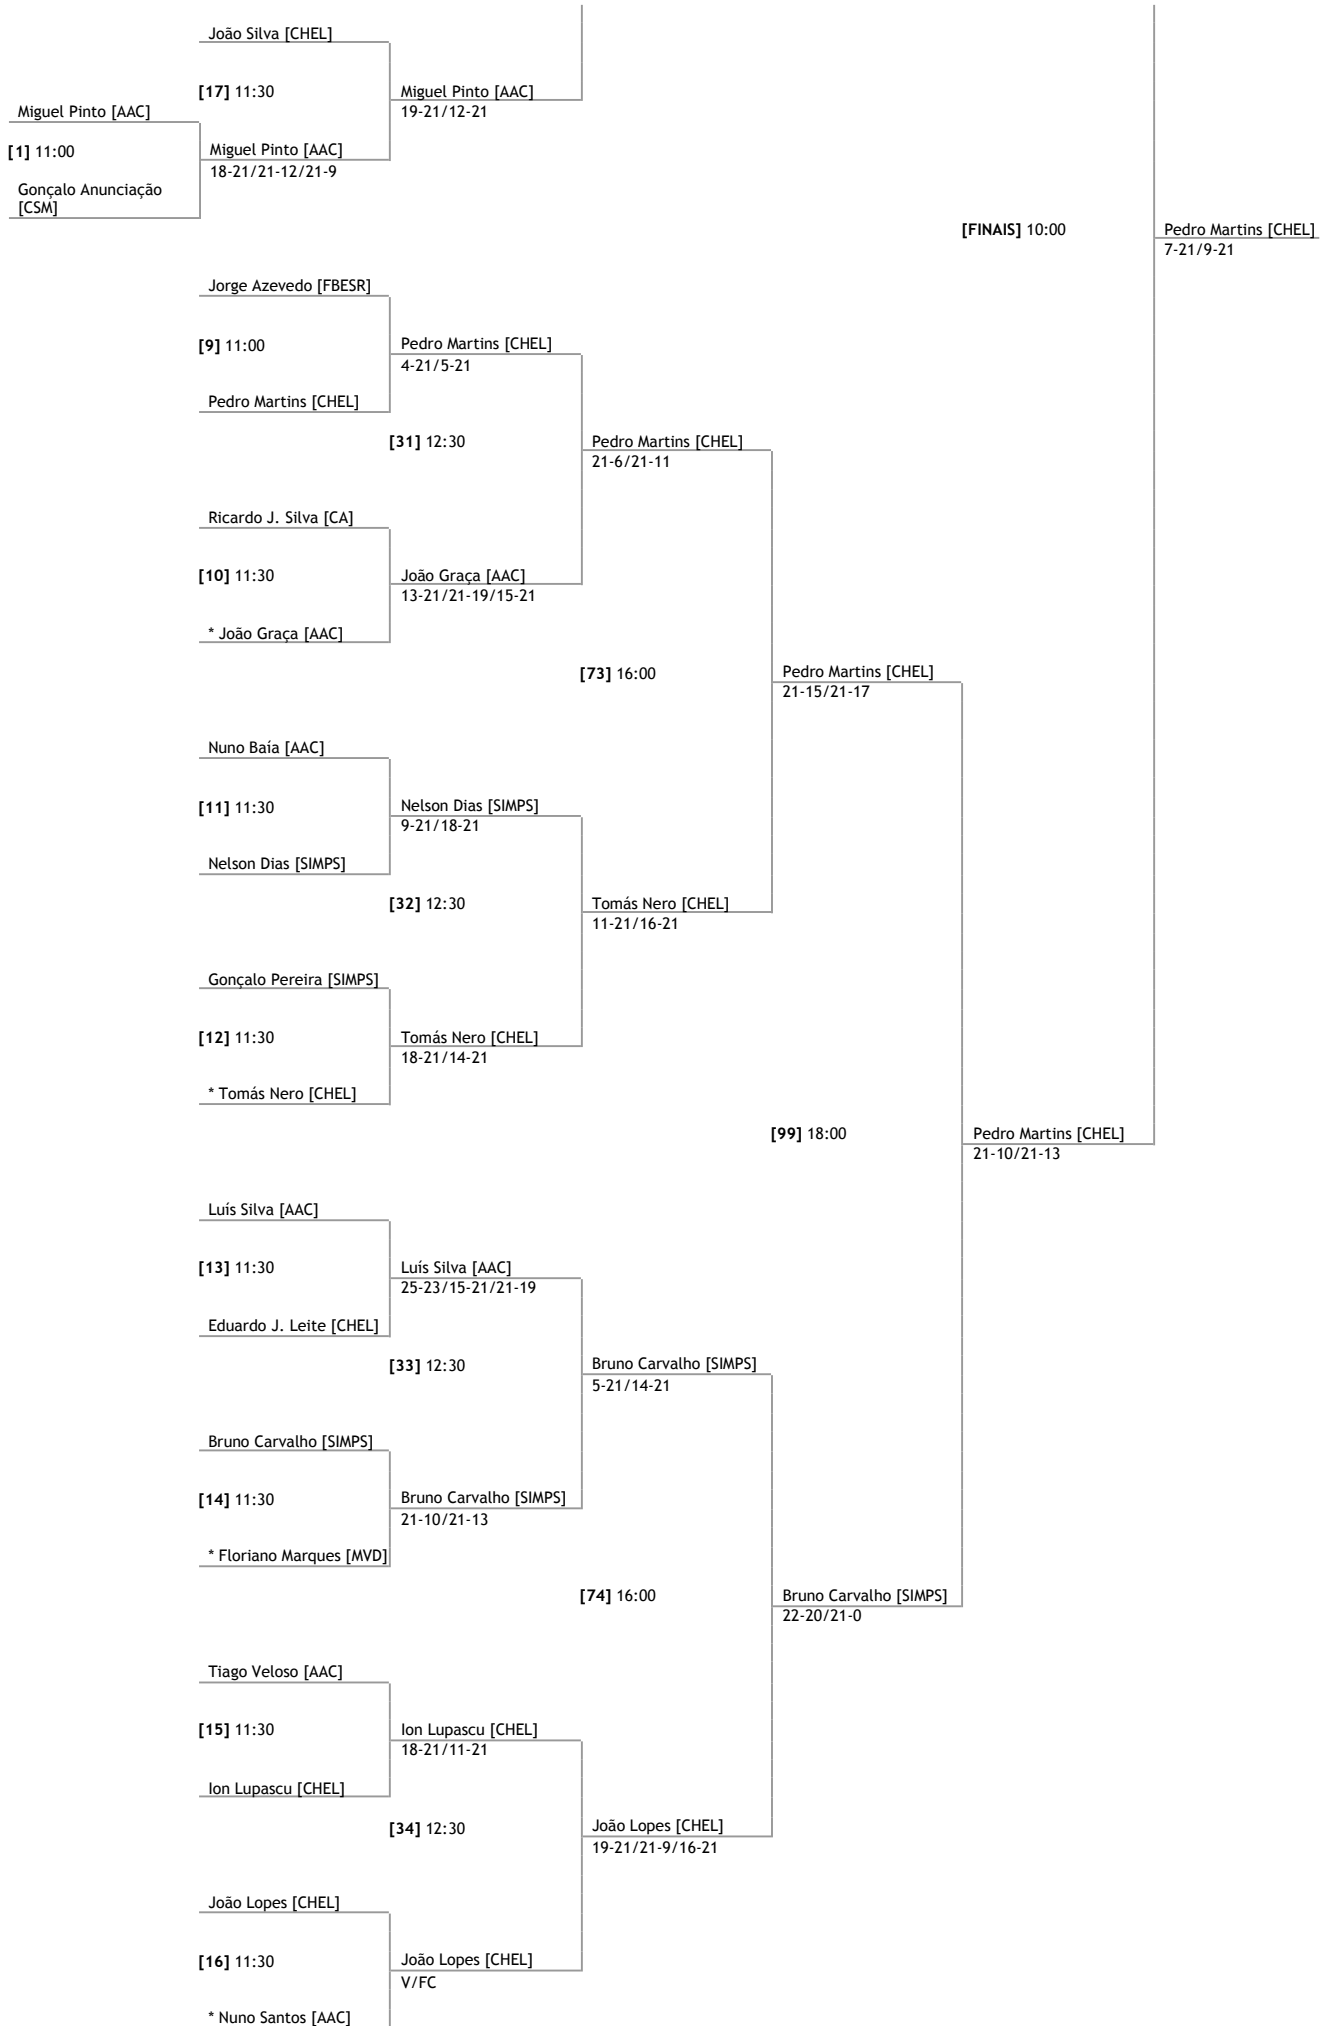 João Silva [CHEL]
[17] 11:30
Miguel Pinto [AAC]
19-21/12-21
Miguel Pinto [AAC]
[1] 11:00
Miguel Pinto [AAC]
18-21/21-12/21-9
Gonçalo Anunciação
[CSM]
[FINAIS] 10:00
Pedro Martins [CHEL]
7-21/9-21
Jorge Azevedo [FBESR]
[9] 11:00
Pedro Martins [CHEL]
4-21/5-21
Pedro Martins [CHEL]
[31] 12:30
Pedro Martins [CHEL]
21-6/21-11
Ricardo J. Silva [CA]
[10] 11:30
João Graça [AAC]
13-21/21-19/15-21
* João Graça [AAC]
[73] 16:00
Pedro Martins [CHEL]
21-15/21-17
Nuno Baía [AAC]
[11] 11:30
Nelson Dias [SIMPS]
9-21/18-21
Nelson Dias [SIMPS]
[32] 12:30
Tomás Nero [CHEL]
11-21/16-21
Gonçalo Pereira [SIMPS]
[12] 11:30
Tomás Nero [CHEL]
18-21/14-21
* Tomás Nero [CHEL]
[99] 18:00
Pedro Martins [CHEL]
21-10/21-13
Luís Silva [AAC]
[13] 11:30
Luís Silva [AAC]
25-23/15-21/21-19
Eduardo J. Leite [CHEL]
[33] 12:30
Bruno Carvalho [SIMPS]
5-21/14-21
Bruno Carvalho [SIMPS]
[14] 11:30
Bruno Carvalho [SIMPS]
21-10/21-13
* Floriano Marques [MVD]
[74] 16:00
Bruno Carvalho [SIMPS]
22-20/21-0
Tiago Veloso [AAC]
[15] 11:30
Ion Lupascu [CHEL]
18-21/11-21
Ion Lupascu [CHEL]
[34] 12:30
João Lopes [CHEL]
19-21/21-9/16-21
João Lopes [CHEL]
[16] 11:30
João Lopes [CHEL]
V/FC
* Nuno Santos [AAC]